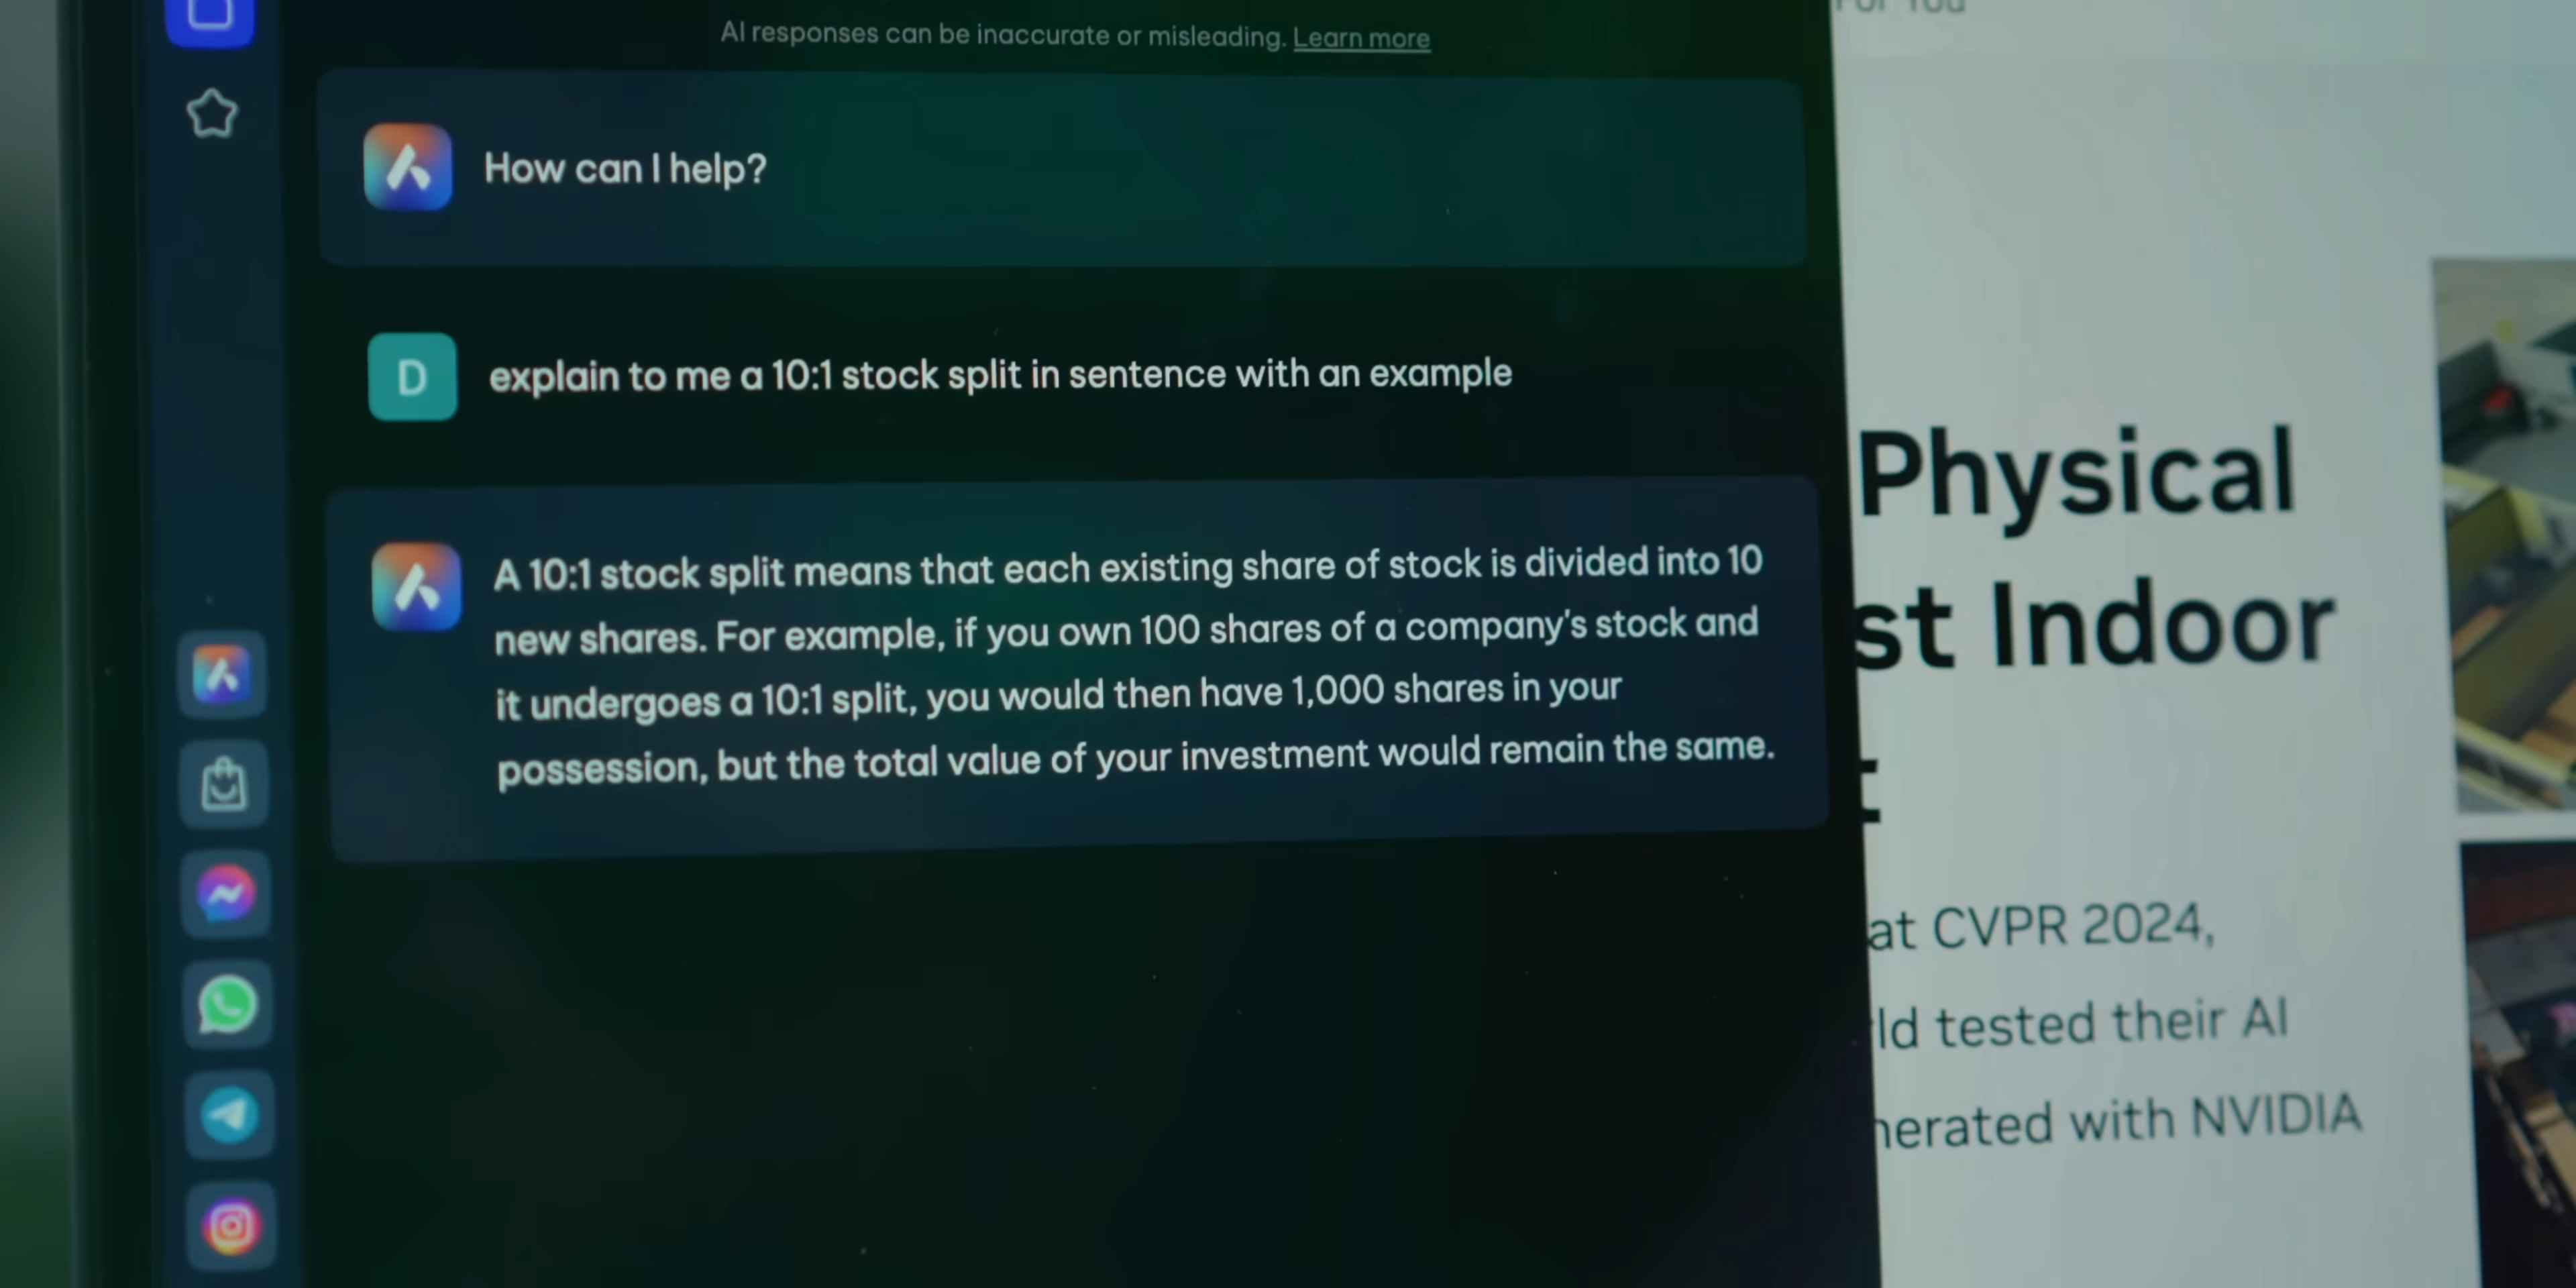 For You
AI responses can be inaccurate or misleading. Learn more
How can I help?
D
explain to me a 10:1 stock split in sentence with an example
A 10:1 stock split means that each existing share of stock is divided into 10
new shares. For example, if you own 100 shares of a company's stock and
it undergoes a 10:1 split, you would then have 1,000 shares in your
possession, but the total value of your investment would remain the same.
Physical
st Indoor
at CVPR 2024,
ld tested their AI
nerated with NVIDIA